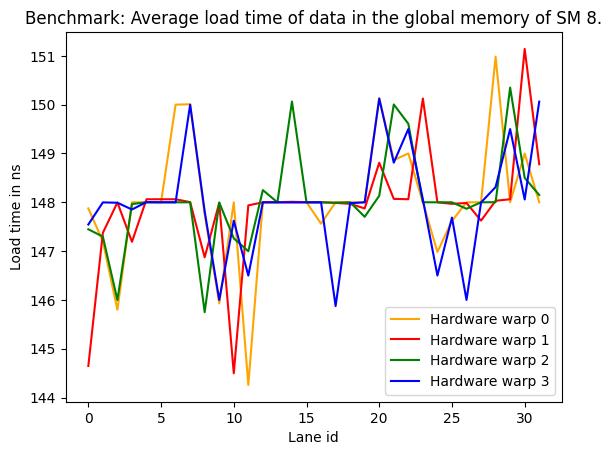 Benchmark: Average load time of data in the global memory of SM 8.
151
150
149
148
147
146
145
144
Load time in ns
Hardware warp 0
Hardware warp 1
Hardware warp 2
Hardware warp 3
0 5 10 15 20 25 30
Lane id